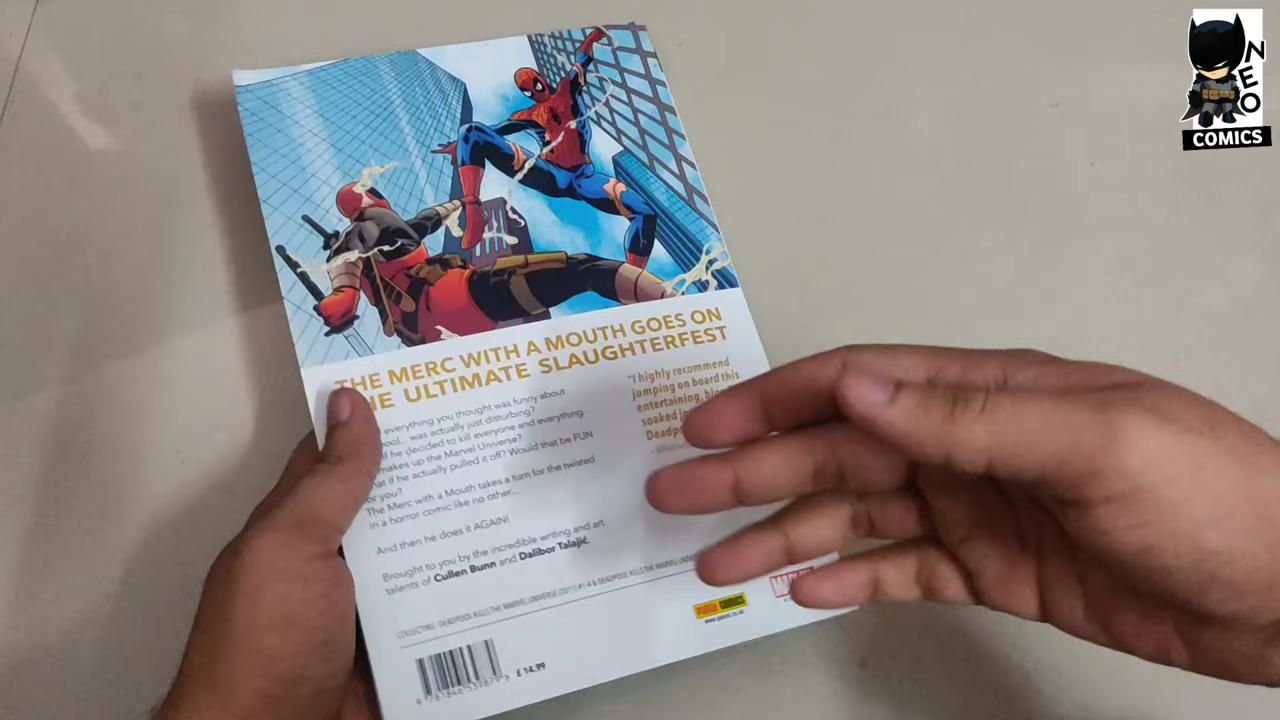 NEO
COMICS
THE MERC WITH A MOUTH GOES ON
THE ULTIMATE SLAUGHTERFEST
everything you thought was funny about
ool... was actually just disturbing?
if he decided to kill everyone and everything
makes up the Marvel Universe?
at if he actually pulled it off? Would that be FUN
or you?
The Merc with a Mouth takes a turn for the twisted
in a horror comic like no other...
And then he does it AGAIN!
Brought to you by the incredible writing and art
talents of Cullen Bunn and Dalibor Talajić.
"I highly recommend
jumping on board this
entertaining,
soaked
Deadp
COLLECTING: DEADPOOL KILLS THE MARVEL UNIVERSE (2011) #1-4 & DEADPOOL KILLS THE MARVEL UNIVERSE
PANINI COMICS
MARVEL
£14.99